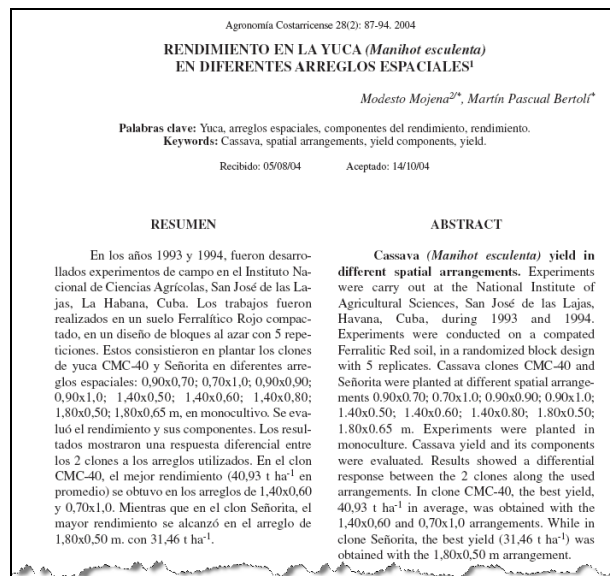 Agronomía Costarricense 28(2): 87-94. 2004
RENDIMIENTO EN LA YUCA (Manihot esculenta)
EN DIFERENTES ARREGLOS ESPACIALES¹
Modesto Mojena²/*, Martín Pascual Bertolí*
Palabras clave: Yuca, arreglos espaciales, componentes del rendimiento, rendimiento.
Keywords: Cassava, spatial arrangements, yield components, yield.
Recibido: 05/08/04 Aceptado: 14/10/04
RESUMEN
En los años 1993 y 1994, fueron desarro-
llados experimentos de campo en el Instituto Na-
cional de Ciencias Agrícolas, San José de las La-
jas, La Habana, Cuba. Los trabajos fueron
realizados en un suelo Ferralítico Rojo compac-
tado, en un diseño de bloques al azar con 5 repe-
ticiones. Estos consistieron en plantar los clones
de yuca CMC-40 y Señorita en diferentes arre-
glos espaciales: 0,90x0,70; 0,70x1,0; 0,90x0,90;
0,90x1,0; 1,40x0,50; 1,40x0,60; 1,40x0,80;
1,80x0,50; 1,80x0,65 m, en monocultivo. Se eva-
luó el rendimiento y sus componentes. Los resul-
tados mostraron una respuesta diferencial entre
los 2 clones a los arreglos utilizados. En el clon
CMC-40, el mejor rendimiento (40,93 t ha⁻¹ en
promedio) se obtuvo en los arreglos de 1,40x0,60
y 0,70x1,0. Mientras que en el clon Señorita, el
mayor rendimiento se alcanzó en el arreglo de
1,80x0,50 m. con 31,46 t ha⁻¹.
ABSTRACT
Cassava (Manihot esculenta) yield in
different spatial arrangements. Experiments
were carry out at the National Institute of
Agricultural Sciences, San José de las Lajas,
Havana, Cuba, during 1993 and 1994.
Experiments were conducted on a compated
Ferralitic Red soil, in a randomized block design
with 5 replicates. Cassava clones CMC-40 and
Señorita were planted at different spatial arrange-
ments 0.90x0.70; 0.70x1.0; 0.90x0.90; 0.90x1.0;
1.40x0.50; 1.40x0.60; 1.40x0.80; 1.80x0.50;
1.80x0.65 m. Experiments were planted in
monoculture. Cassava yield and its components
were evaluated. Results showed a differential
response between the 2 clones along the used
arrangements. In clone CMC-40, the best yield,
40,93 t ha⁻¹ in average, was obtained with the
1,40x0,60 and 0,70x1,0 arrangements. While in
clone Señorita, the best yield (31,46 t ha⁻¹) was
obtained with the 1,80x0,50 m arrangement.